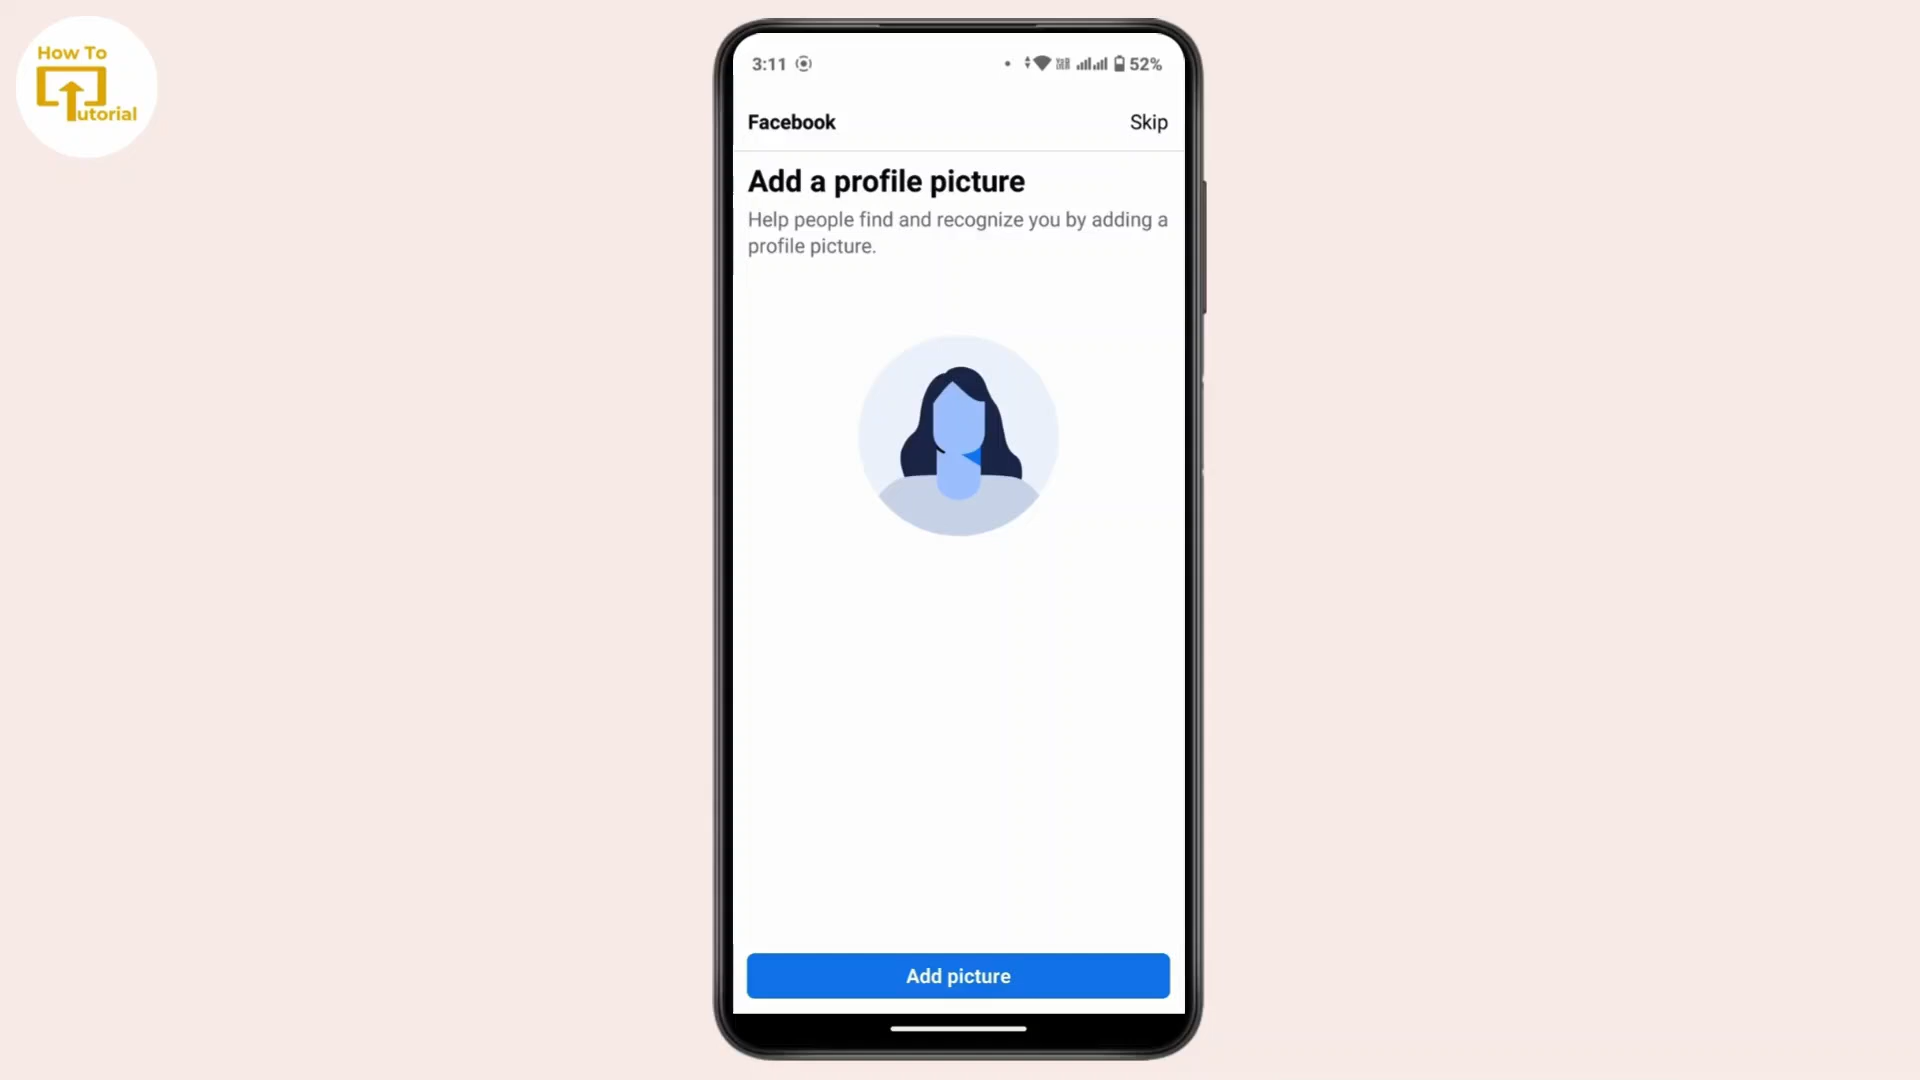 How To
Tutorial
3:11
52%
Facebook
Skip
Add a profile picture
Help people find and recognize you by adding a
profile picture.
Add picture